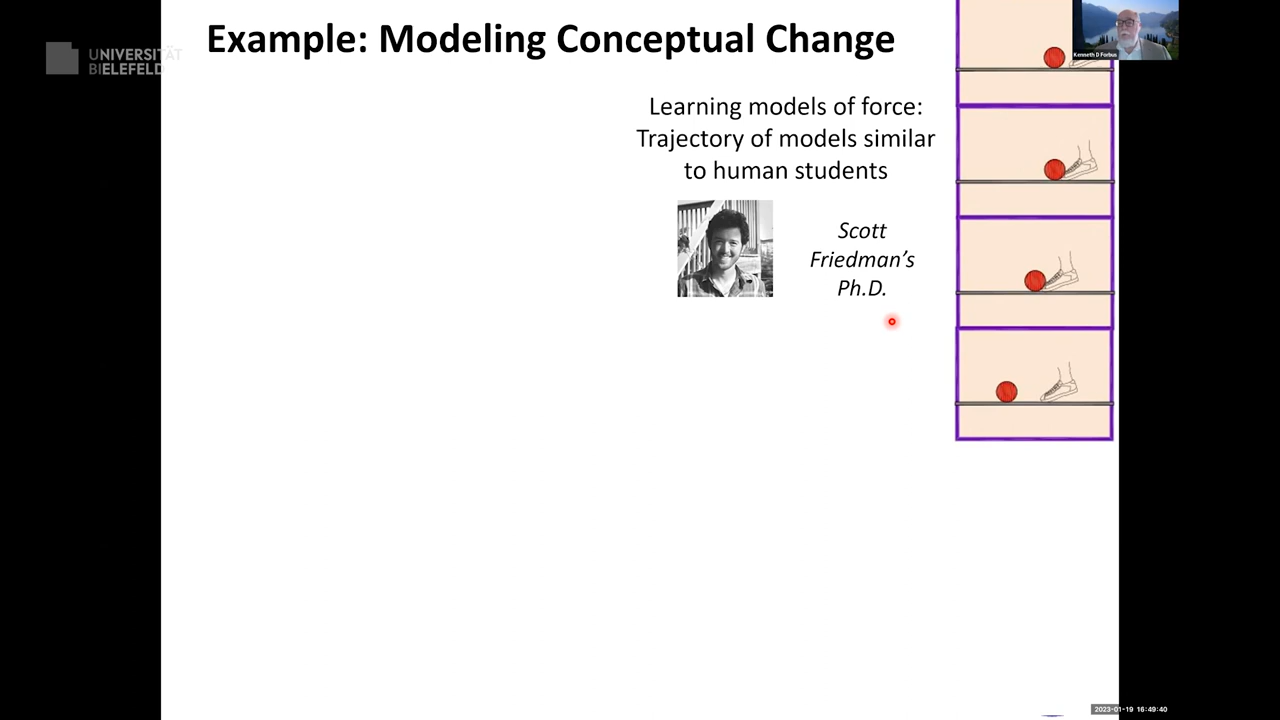 UNIVERSITÄT
BIELEFELD
Example: Modeling Conceptual Change
Kenneth D Forbus
Learning models of force:
Trajectory of models similar
to human students
Scott
Friedman’s
Ph.D.
2023-01-19 16:49:40